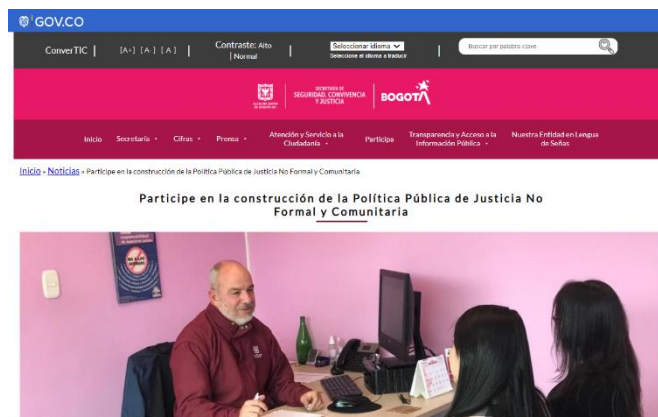 GOV.CO
ConverTIC | [A+] [A-] [A] | Contraste: Alto | Seleccionar idioma | Buscar por palabra clave
| Normal Seleccione el idioma a traducir
SECRETARÍA DE
SEGURIDAD, CONVIVENCIA
Y JUSTICIA
BOGOTÁ
Inicio Secretaría Cifras Prensa Atención y Servicio a la Ciudadanía Participa Transparencia y Acceso a la Información Pública Nuestra Entidad en Lengua de Señas
Inicio » Noticias » Participe en la construcción de la Política Pública de Justicia No Formal y Comunitaria
Participe en la construcción de la Política Pública de Justicia No
Formal y Comunitaria